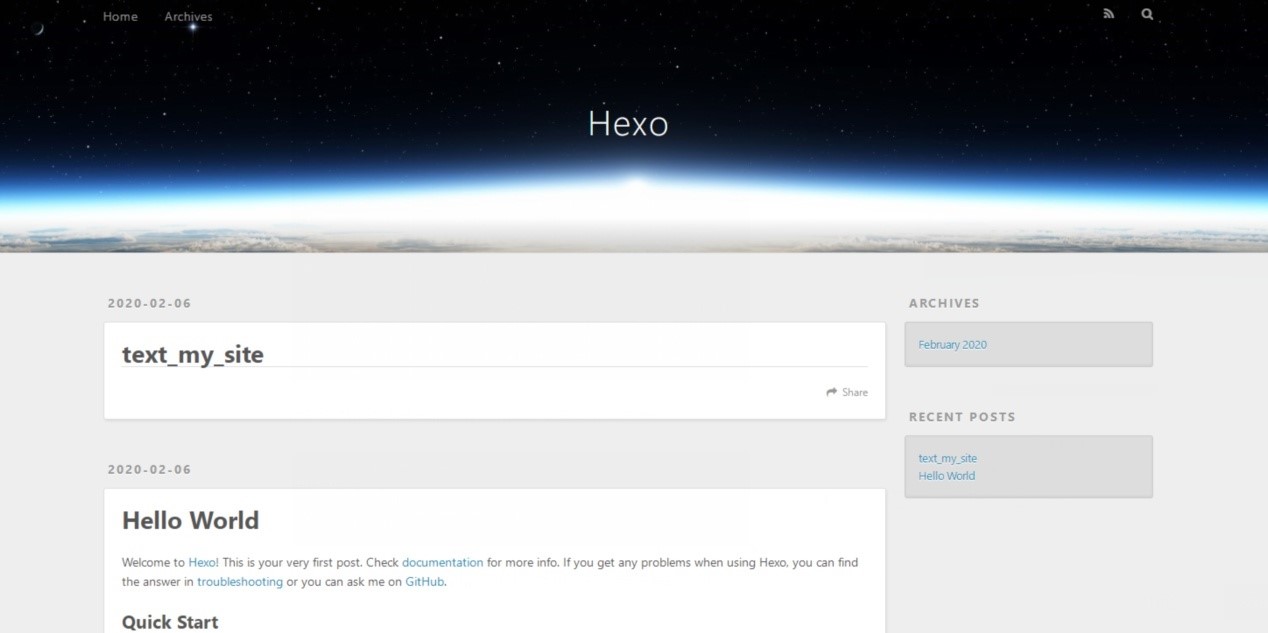 Home Archives
Hexo
2020-02-06
text_my_site
Share
2020-02-06
Hello World
Welcome to Hexo! This is your very first post. Check documentation for more info. If you get any problems when using Hexo, you can find
the answer in troubleshooting or you can ask me on GitHub.
Quick Start
ARCHIVES
February 2020
RECENT POSTS
text_my_site
Hello World